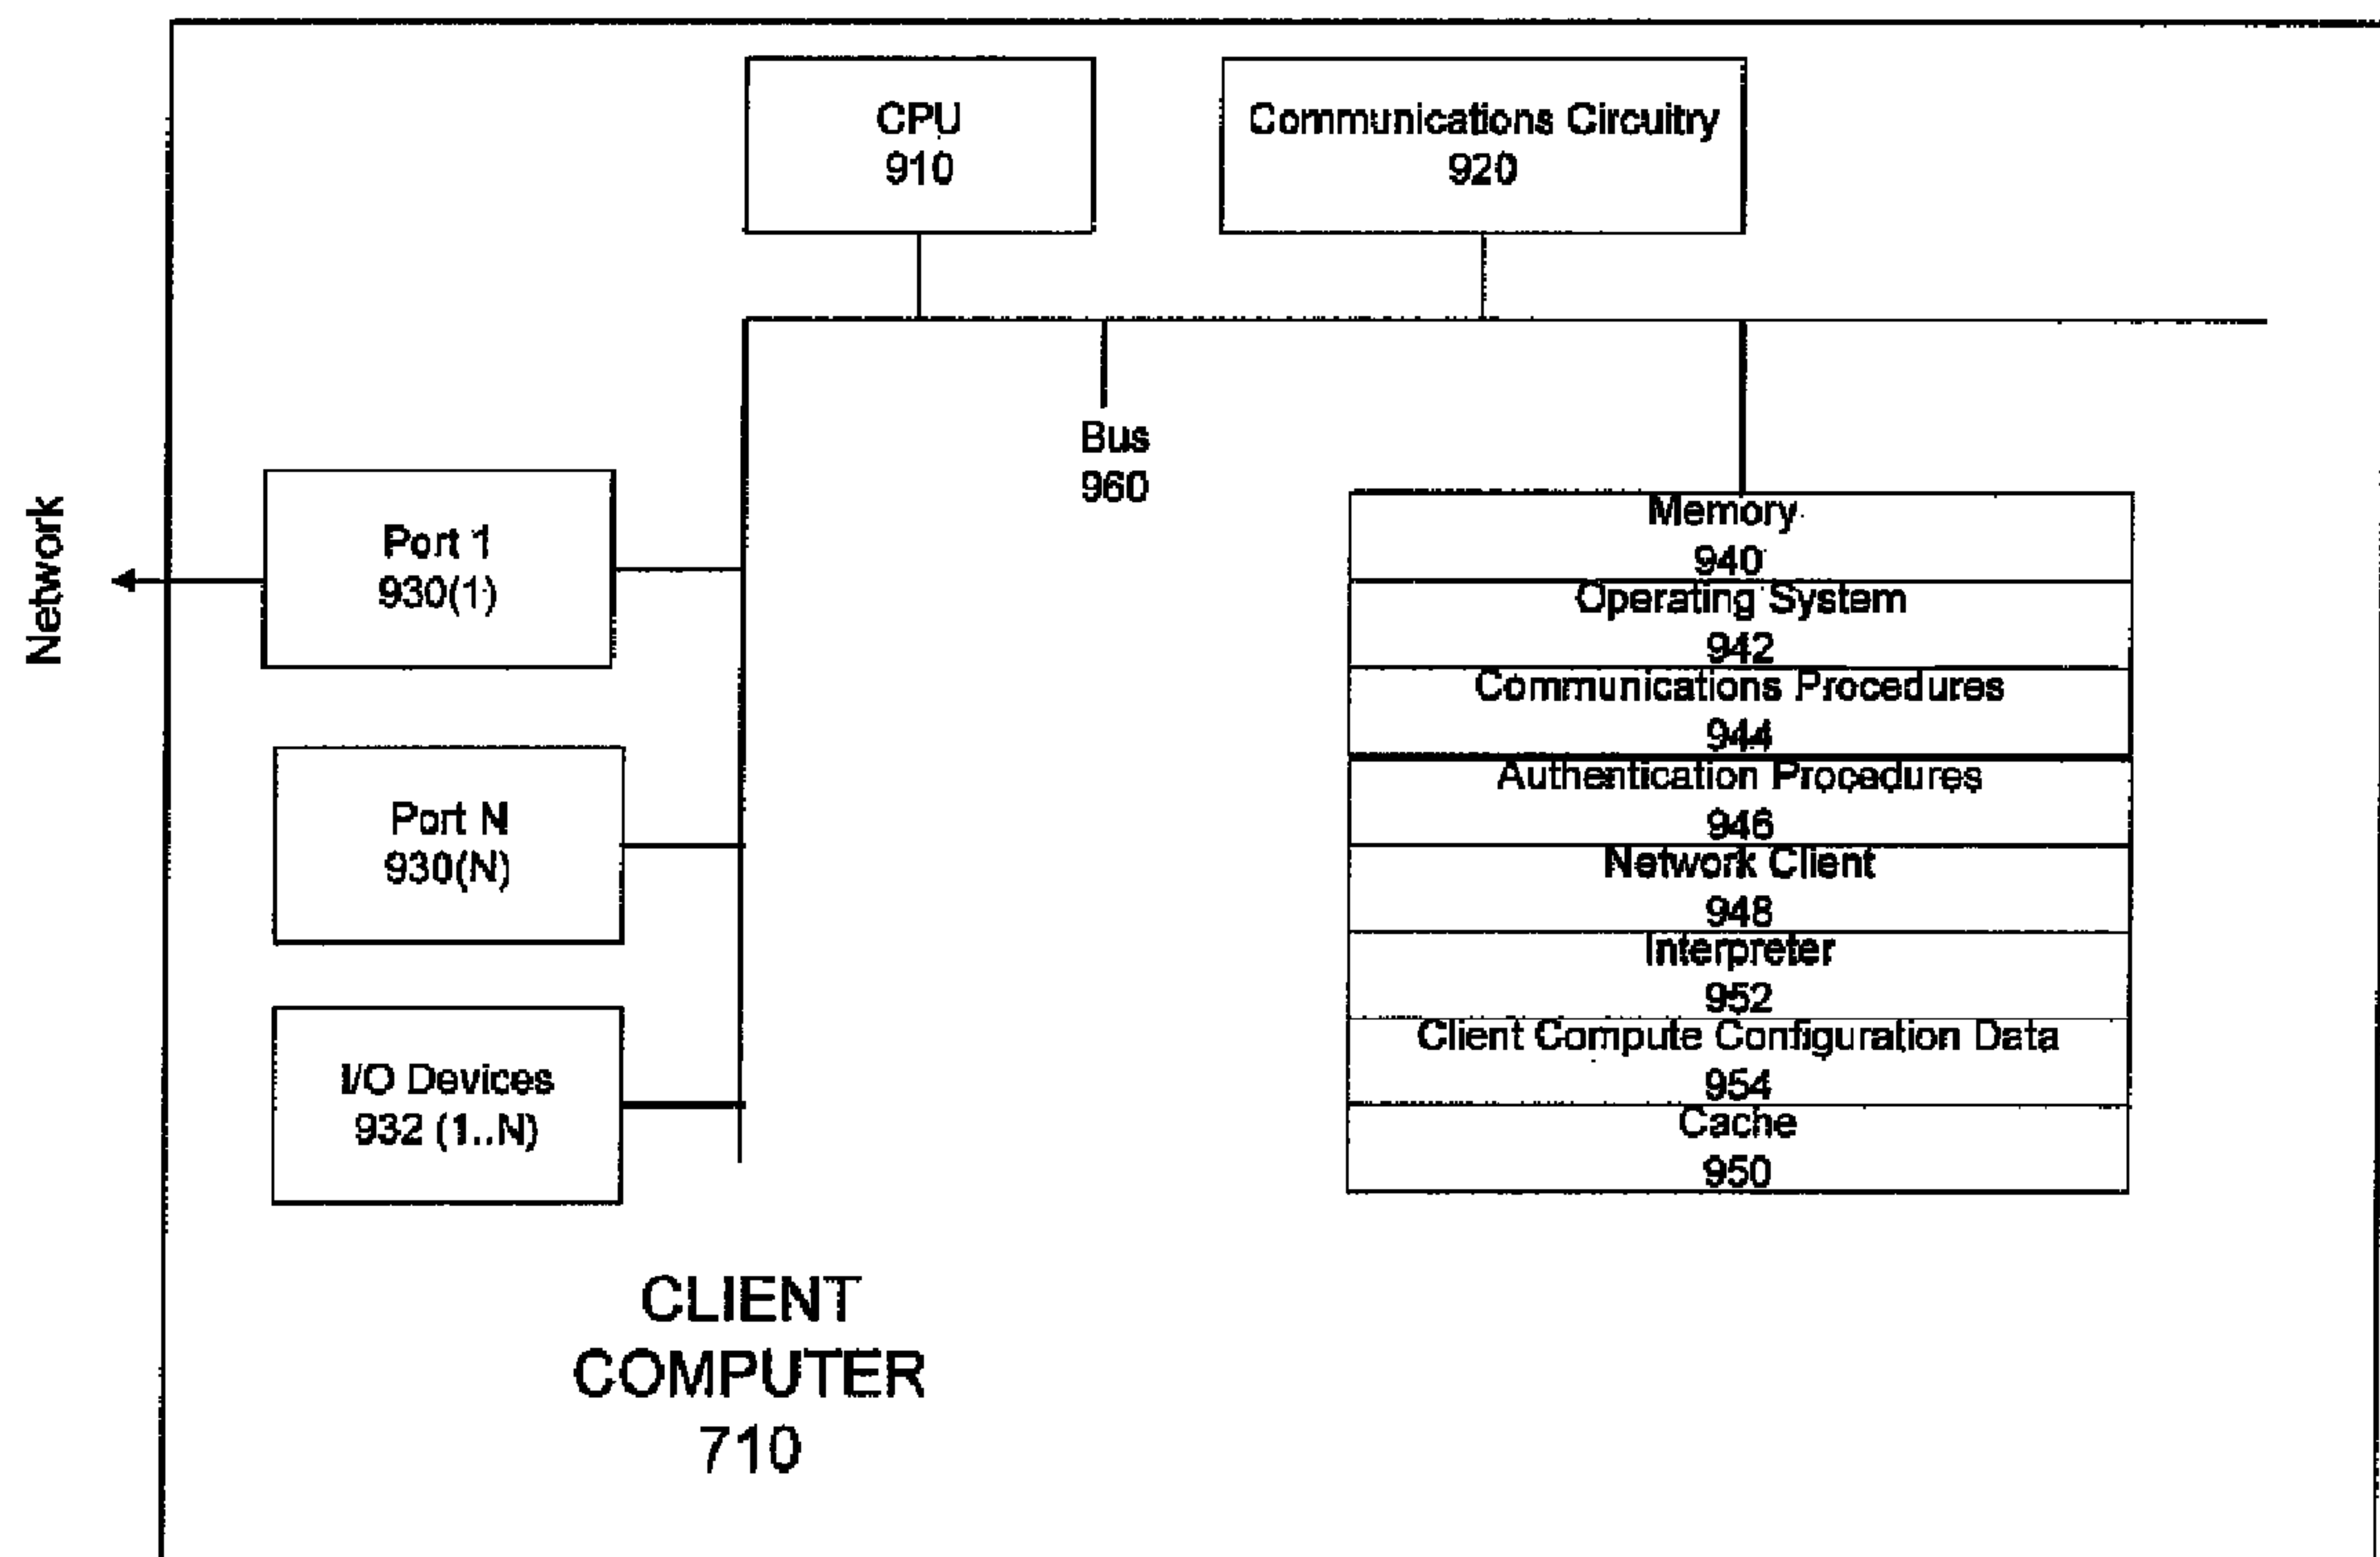 CPU
910
Communications Circuitry
920
Bus
960
Network
Port 1
930(1)
Port N
930(N)
I/O Devices
932 (1..N)
Memory
940
Operating System
942
Communications Procedures
944
Authentication Procedures
946
Network Client
948
Interpreter
952
Client Compute Configuration Data
954
Cache
950
CLIENT
COMPUTER
710